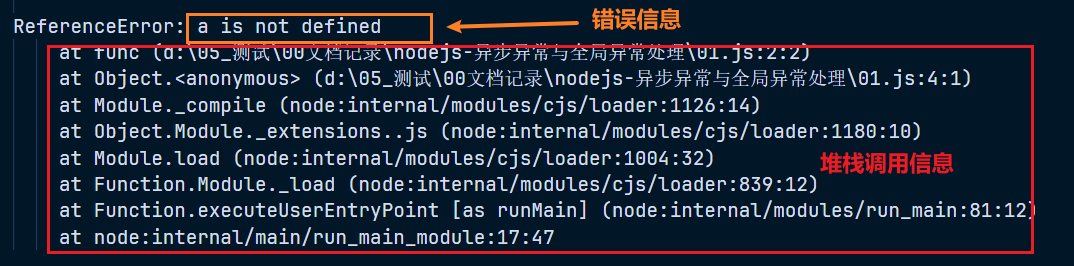 错误信息
ReferenceError: a is not defined
at func (d:\05_测试\00文档记录\nodejs-异步异常与全局异常处理\01.js:2:2)
at Object.<anonymous> (d:\05_测试\00文档记录\nodejs-异步异常与全局异常处理\01.js:4:1)
at Module._compile (node:internal/modules/cjs/loader:1126:14)
at Object.Module._extensions..js (node:internal/modules/cjs/loader:1180:10)
at Module.load (node:internal/modules/cjs/loader:1004:32)
堆栈调用信息
at Function.Module._load (node:internal/modules/cjs/loader:839:12)
at Function.executeUserEntryPoint [as runMain] (node:internal/modules/run_main:81:12)
at node:internal/main/run_main_module:17:47